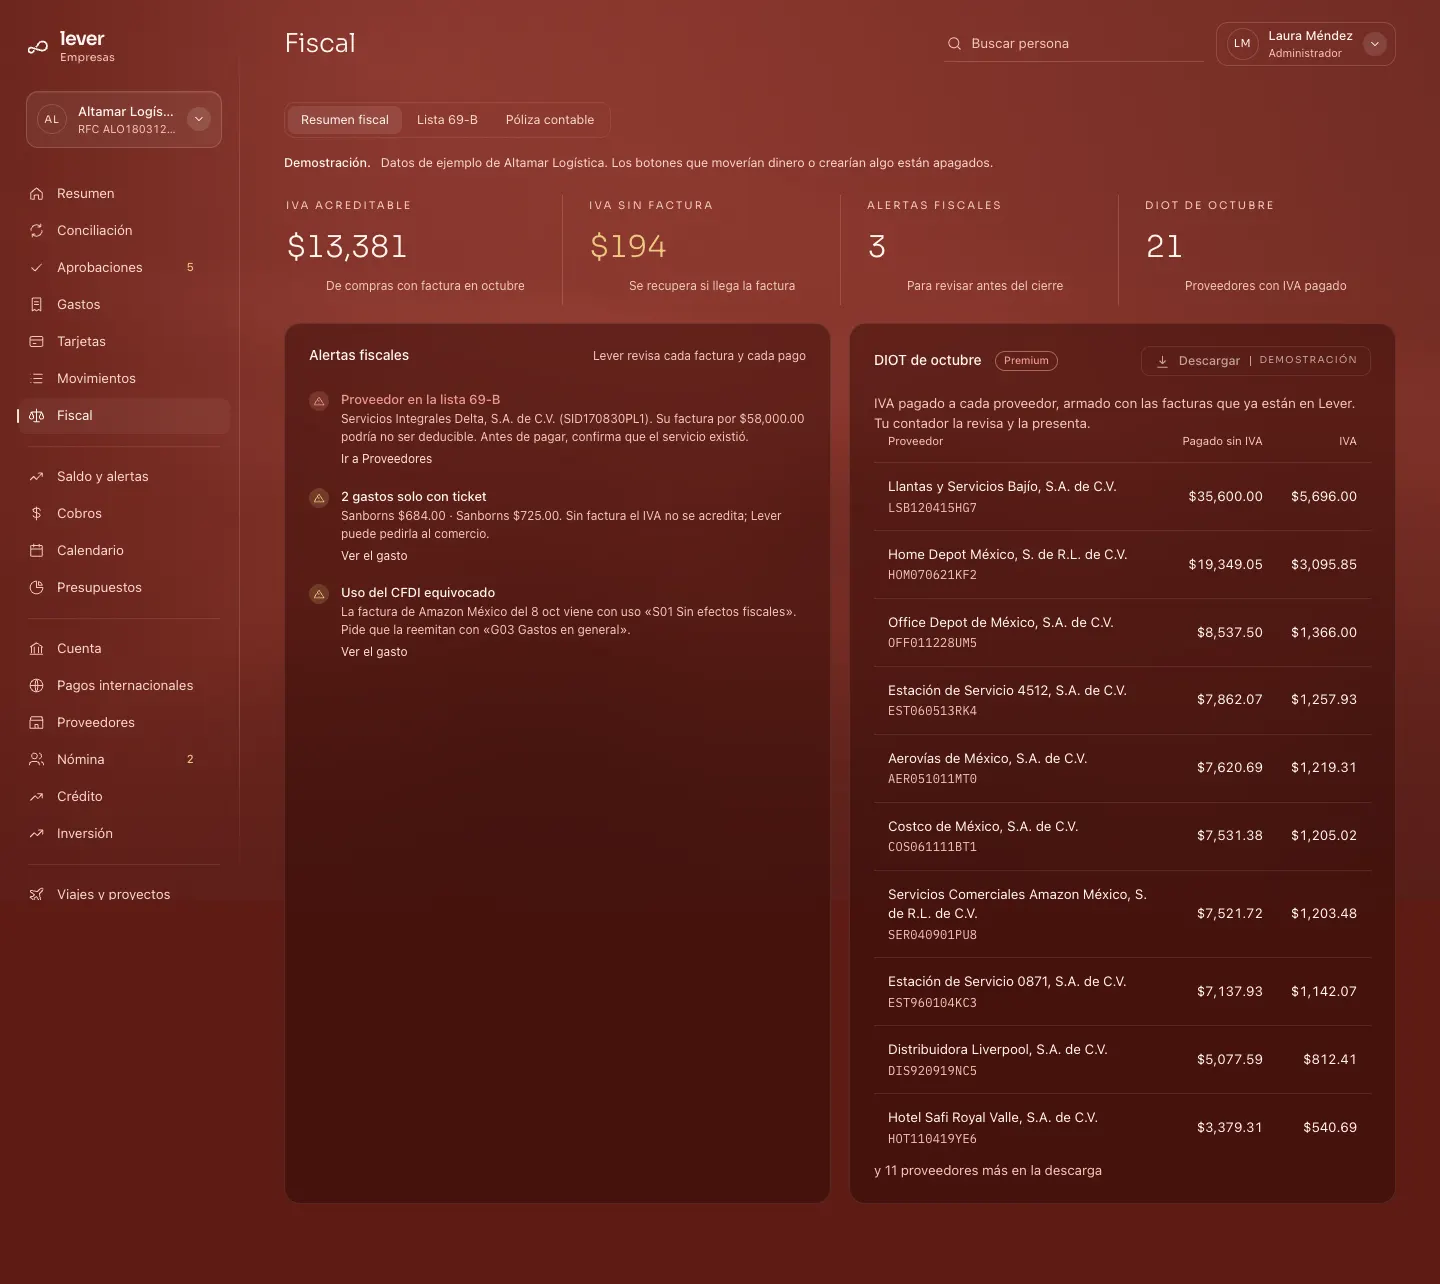 lever
Empresas
AL
Altamar Logís...
RFC ALO180312...
Resumen
Conciliación
Aprobaciones 5
Gastos
Tarjetas
Movimientos
Fiscal
Saldo y alertas
Cobros
Calendario
Presupuestos
Cuenta
Pagos internacionales
Proveedores
Nómina 2
Crédito
Inversión
Viajes y proyectos
Fiscal
Buscar persona
LM
Laura Méndez
Administrador
Resumen fiscal Lista 69-B Póliza contable
Demostración. Datos de ejemplo de Altamar Logística. Los botones que moverían dinero o crearían algo están apagados.
IVA ACREDITABLE
$13,381
De compras con factura en octubre
IVA SIN FACTURA
$194
Se recupera si llega la factura
ALERTAS FISCALES
3
Para revisar antes del cierre
DIOT DE OCTUBRE
21
Proveedores con IVA pagado
Alertas fiscales Lever revisa cada factura y cada pago
Proveedor en la lista 69-B
Servicios Integrales Delta, S.A. de C.V. (SID170830PL1). Su factura por $58,000.00
podría no ser deducible. Antes de pagar, confirma que el servicio existió.
Ir a Proveedores
2 gastos solo con ticket
Sanborns $684.00 · Sanborns $725.00. Sin factura el IVA no se acredita; Lever
puede pedirla al comercio.
Ver el gasto
Uso del CFDI equivocado
La factura de Amazon México del 8 oct viene con uso «S01 Sin efectos fiscales».
Pide que la reemitan con «G03 Gastos en general».
Ver el gasto
DIOT de octubre Premium Descargar | DEMOSTRACIÓN
IVA pagado a cada proveedor, armado con las facturas que ya están en Lever.
Tu contador la revisa y la presenta.
Proveedor Pagado sin IVA IVA
Llantas y Servicios Bajío, S.A. de C.V.
LSB120415HG7
$35,600.00 $5,696.00
Home Depot México, S. de R.L. de C.V.
HOM070621KF2
$19,349.05 $3,095.85
Office Depot de México, S.A. de C.V.
OFF011228UM5
$8,537.50 $1,366.00
Estación de Servicio 4512, S.A. de C.V.
EST060513RK4
$7,862.07 $1,257.93
Aerovías de México, S.A. de C.V.
AER051011MT0
$7,620.69 $1,219.31
Costco de México, S.A. de C.V.
COS061111BT1
$7,531.38 $1,205.02
Servicios Comerciales Amazon México, S.
de R.L. de C.V.
SER040901PU8
$7,521.72 $1,203.48
Estación de Servicio 0871, S.A. de C.V.
EST960104KC3
$7,137.93 $1,142.07
Distribuidora Liverpool, S.A. de C.V.
DIS920919NC5
$5,077.59 $812.41
Hotel Safi Royal Valle, S.A. de C.V.
HOT110419YE6
$3,379.31 $540.69
y 11 proveedores más en la descarga